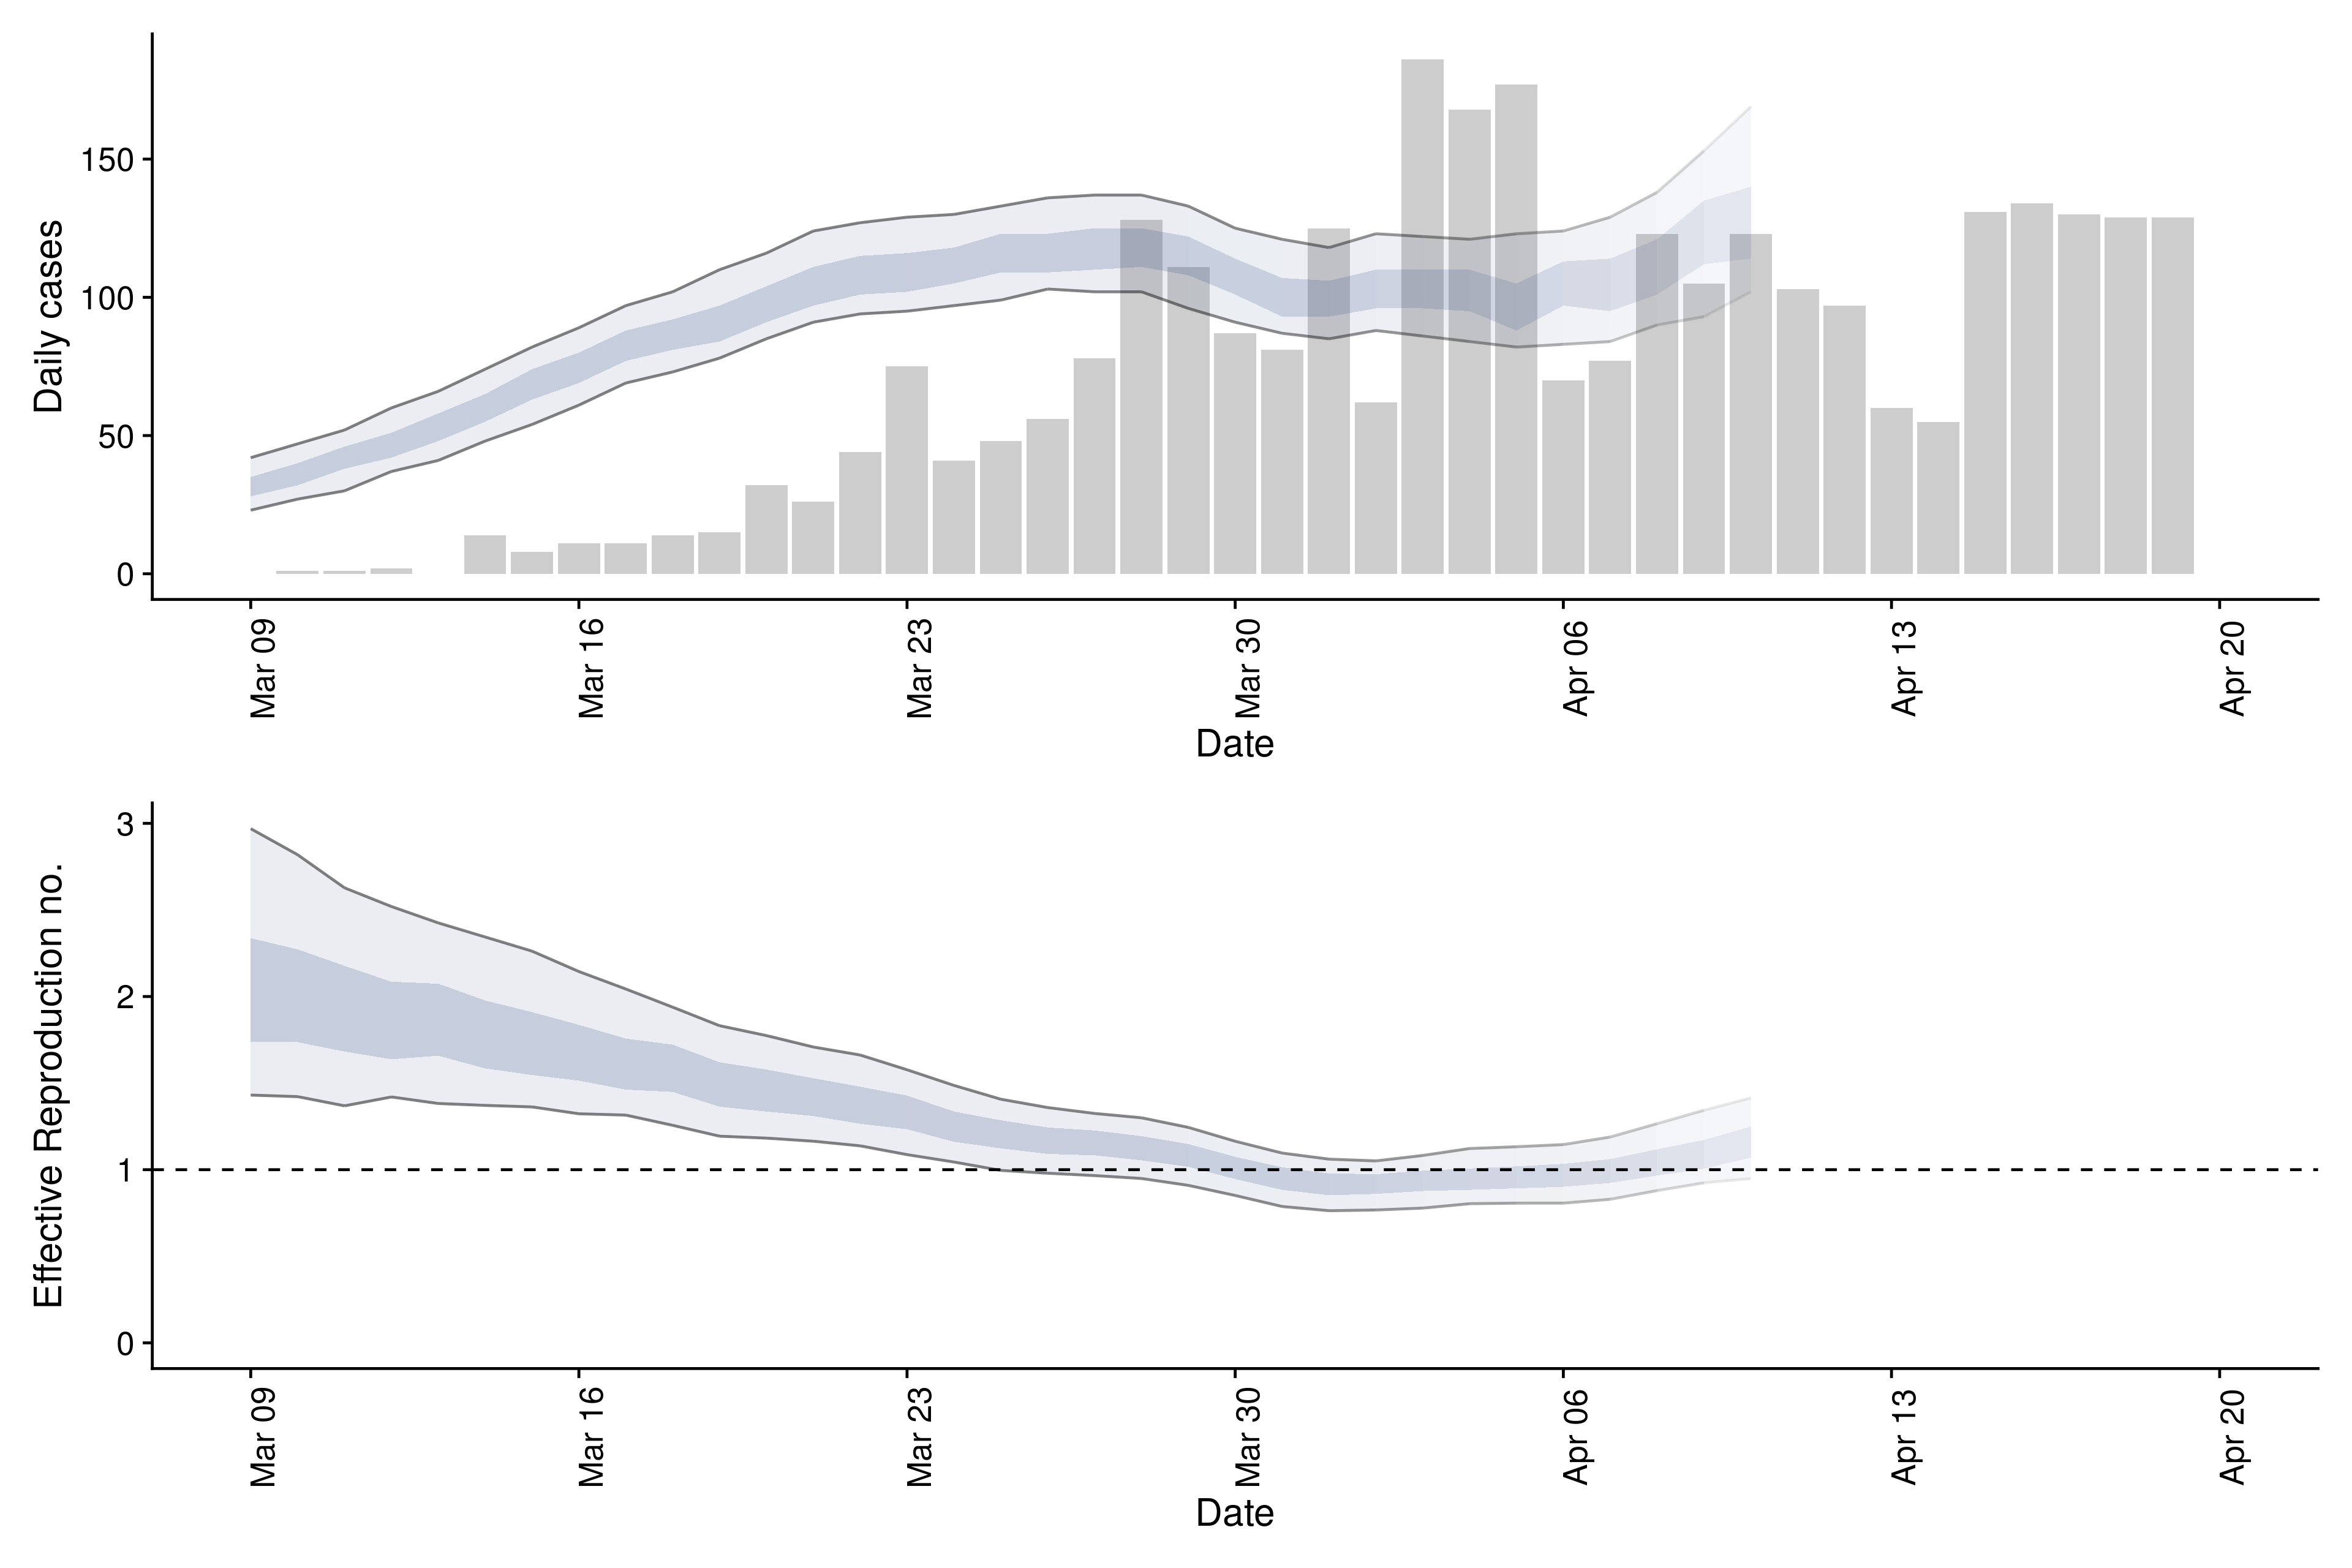 Daily cases
150
100
50
0
Mar 09
Mar 16
Mar 23
Mar 30
Apr 06
Apr 13
Apr 20
Date
Effective Reproduction no.
3
2
1
0
Mar 09
Mar 16
Mar 23
Mar 30
Apr 06
Apr 13
Apr 20
Date